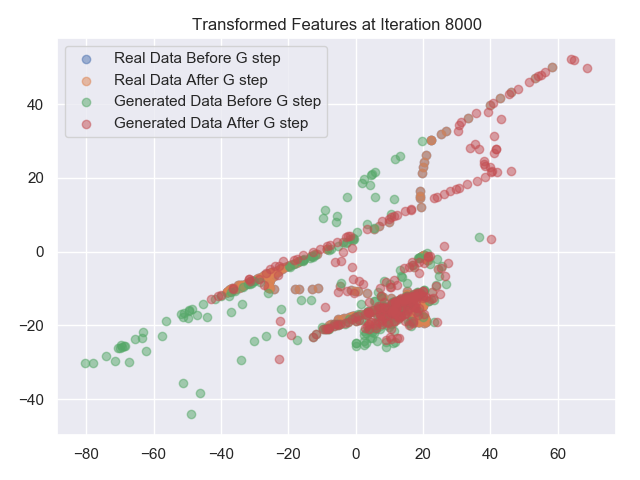 Transformed Features at Iteration 8000
Real Data Before G step
Real Data After G step
Generated Data Before G step
Generated Data After G step
40
20
0
−20
−40
−80 −60 −40 −20 0 20 40 60